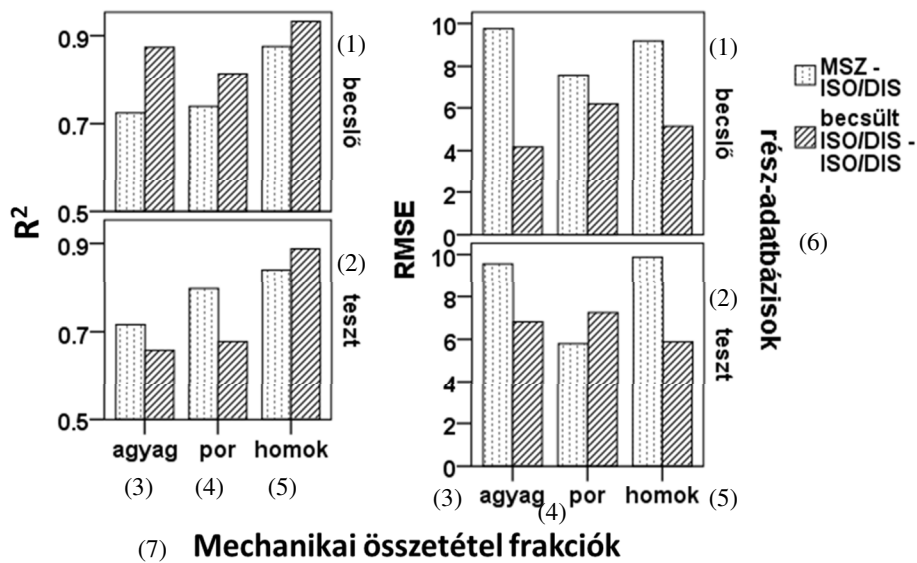 0.9
0.7
0.5
(1)
becslő
0.9
0.7
0.5
(2)
teszt
R²
agyag por homok
(3) (4) (5)
10
8
6
4
2
0
(1)
becslő
10
8
6
4
2
0
(2)
teszt
RMSE
agyag por homok
(3) (4) (5)
rész-adatbázisok
(6)
MSZ -
ISO/DIS
becsült
ISO/DIS -
ISO/DIS
(7) Mechanikai összetétel frakciók